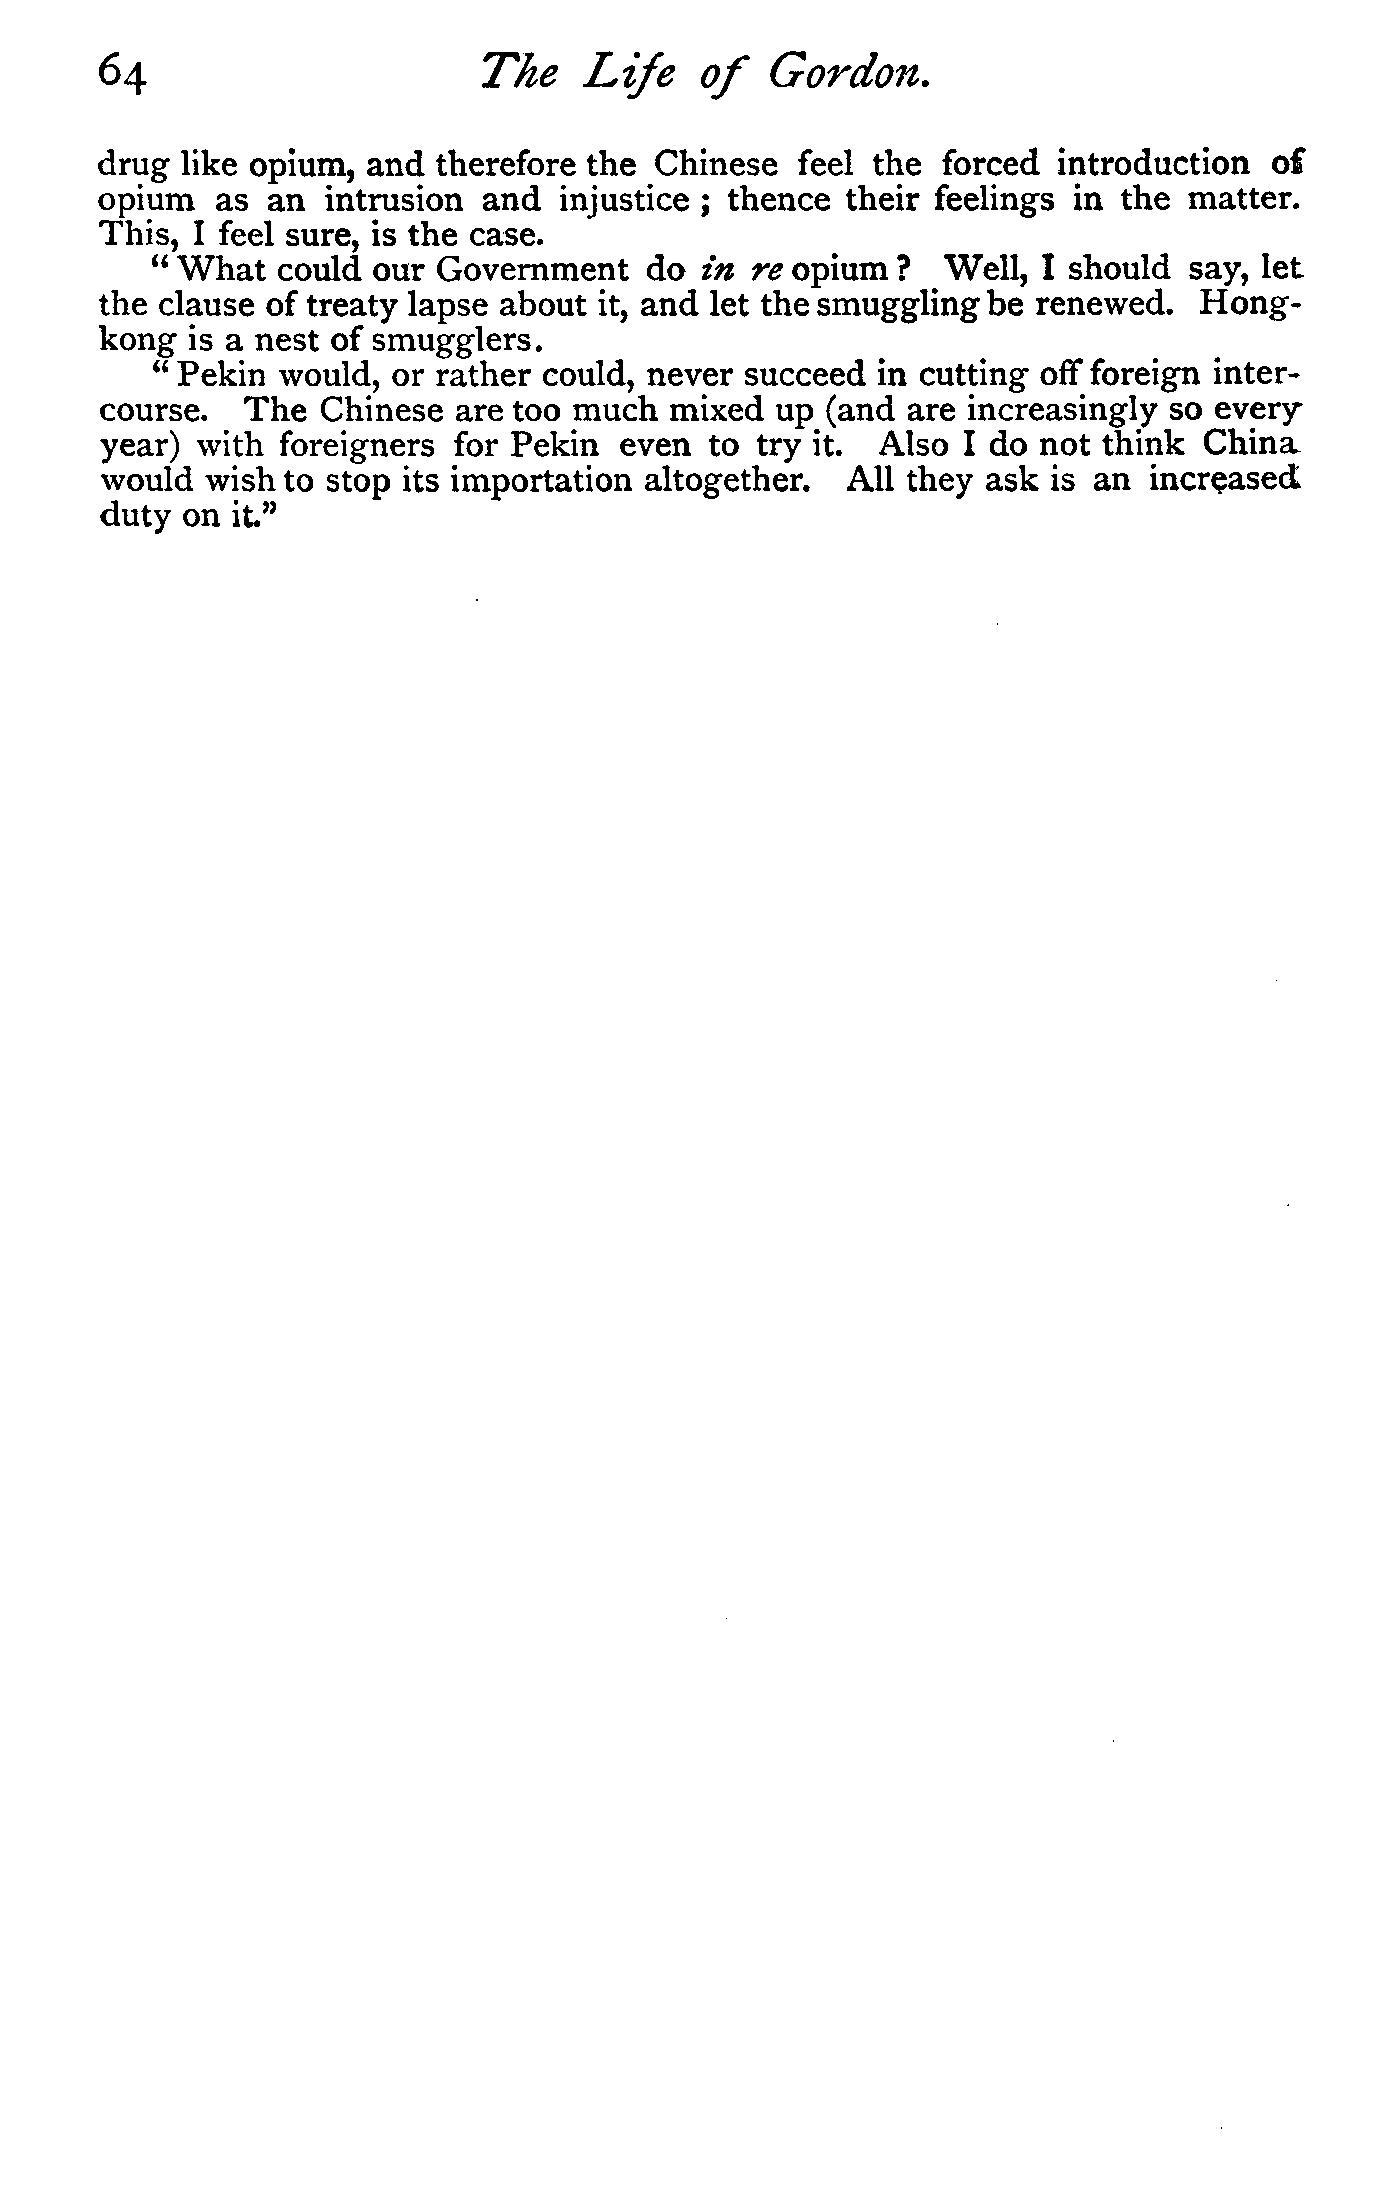 64 The Life of Gordon.
drug like opium, and therefore the Chinese feel the forced introduction of
opium as an intrusion and injustice ; thence their feelings in the matter.
This, I feel sure, is the case.
“ What could our Government do in re opium ? Well, I should say, let
the clause of treaty lapse about it, and let the smuggling be renewed. Hong-
kong is a nest of smugglers.
“ Pekin would, or rather could, never succeed in cutting off foreign inter-
course. The Chinese are too much mixed up (and are increasingly so every
year) with foreigners for Pekin even to try it. Also I do not think China
would wish to stop its importation altogether. All they ask is an increased
duty on it.”